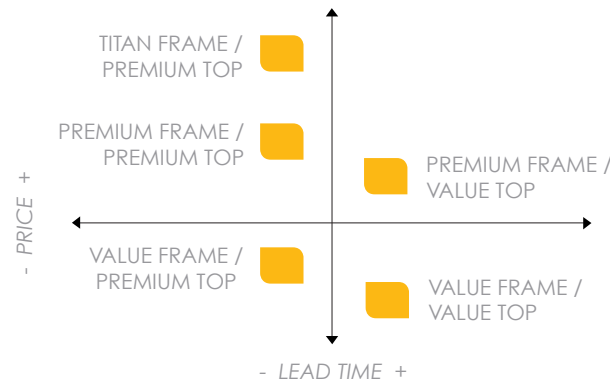 TITAN FRAME /
PREMIUM TOP
PREMIUM FRAME /
PREMIUM TOP
PREMIUM FRAME /
VALUE TOP
- PRICE +
VALUE FRAME /
PREMIUM TOP
VALUE FRAME /
VALUE TOP
- LEAD TIME +